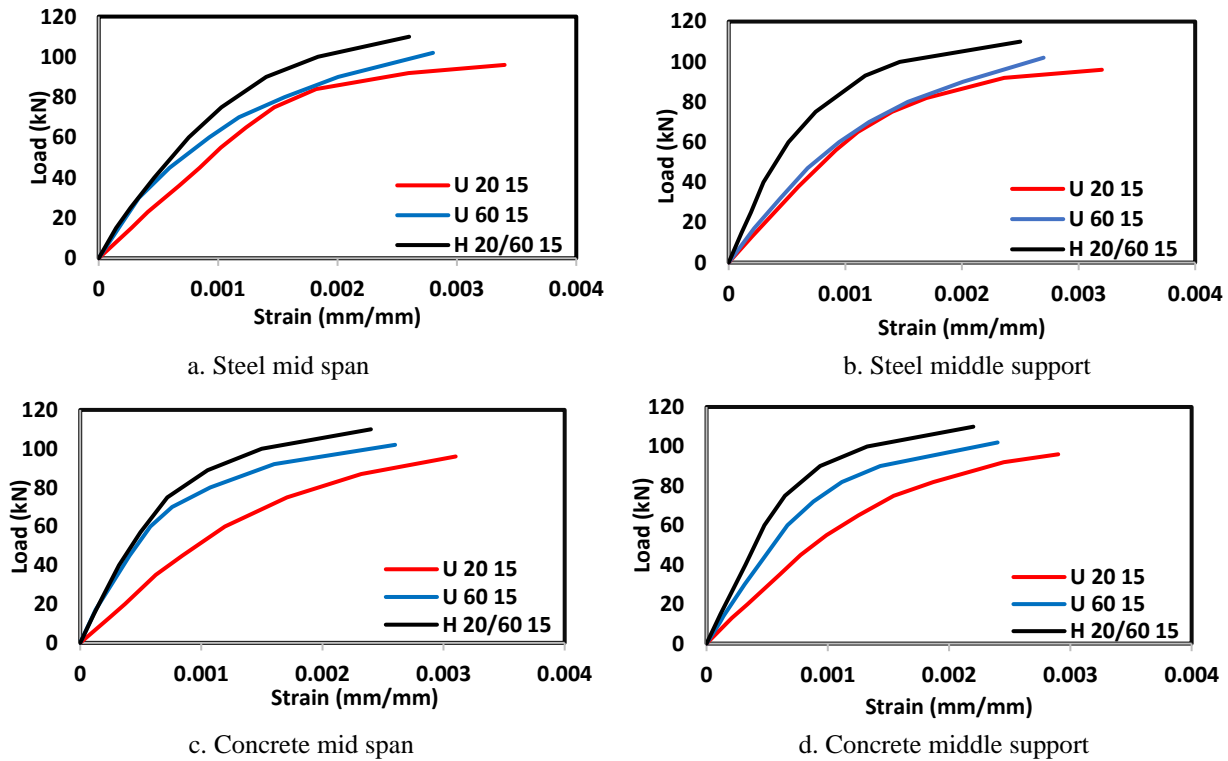 120
100
80
60
40
20
0
Load (kN)
U 20 15
U 60 15
H 20/60 15
0 0.001 0.002 0.003 0.004
Strain (mm/mm)
a. Steel mid span
120
100
80
60
40
20
0
Load (kN)
U 20 15
U 60 15
H 20/60 15
0 0.001 0.002 0.003 0.004
Strain (mm/mm)
b. Steel middle support
120
100
80
60
40
20
0
Load (kN)
U 20 15
U 60 15
H 20/60 15
0 0.001 0.002 0.003 0.004
Strain (mm/mm)
c. Concrete mid span
120
100
80
60
40
20
0
Load (kN)
U 20 15
U 60 15
H 20/60 15
0 0.001 0.002 0.003 0.004
Strain (mm/mm)
d. Concrete middle support